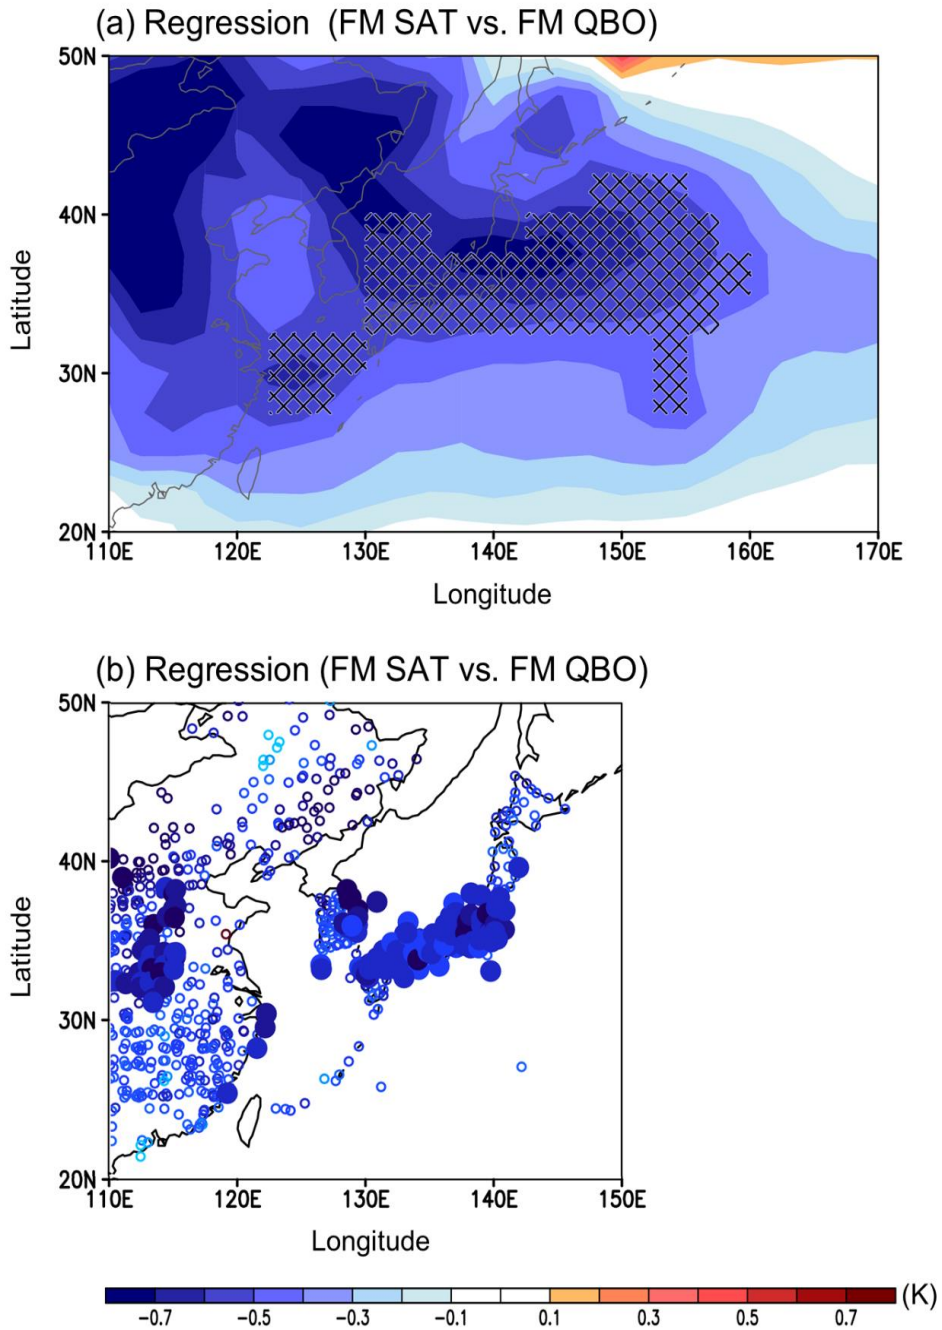 (a) Regression (FM SAT vs. FM QBO)
50N
40N
30N
20N
Latitude
110E 120E 130E 140E 150E 160E 170E
Longitude
(b) Regression (FM SAT vs. FM QBO)
50N
40N
30N
20N
Latitude
110E 120E 130E 140E 150E
Longitude
(K)
−0.7 −0.5 −0.3 −0.1 0.1 0.3 0.5 0.7